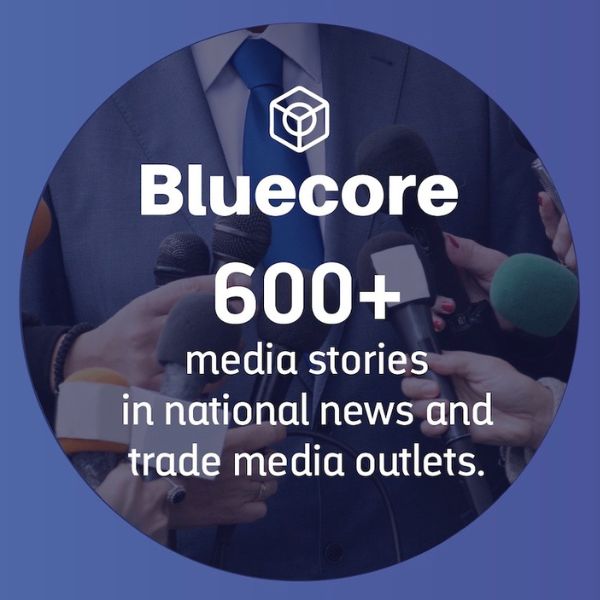 Bluecore
600+
media stories
in national news and
trade media outlets.